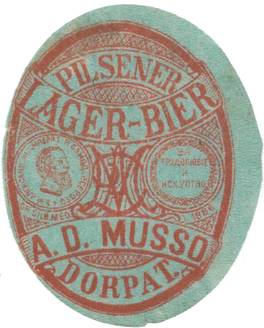 PILSENER
LAGER-BIER
ЗА
ТРУДОЛЮБІЕ
И
ИСКУСТВО
A. D. MUSSO
DORPAT.